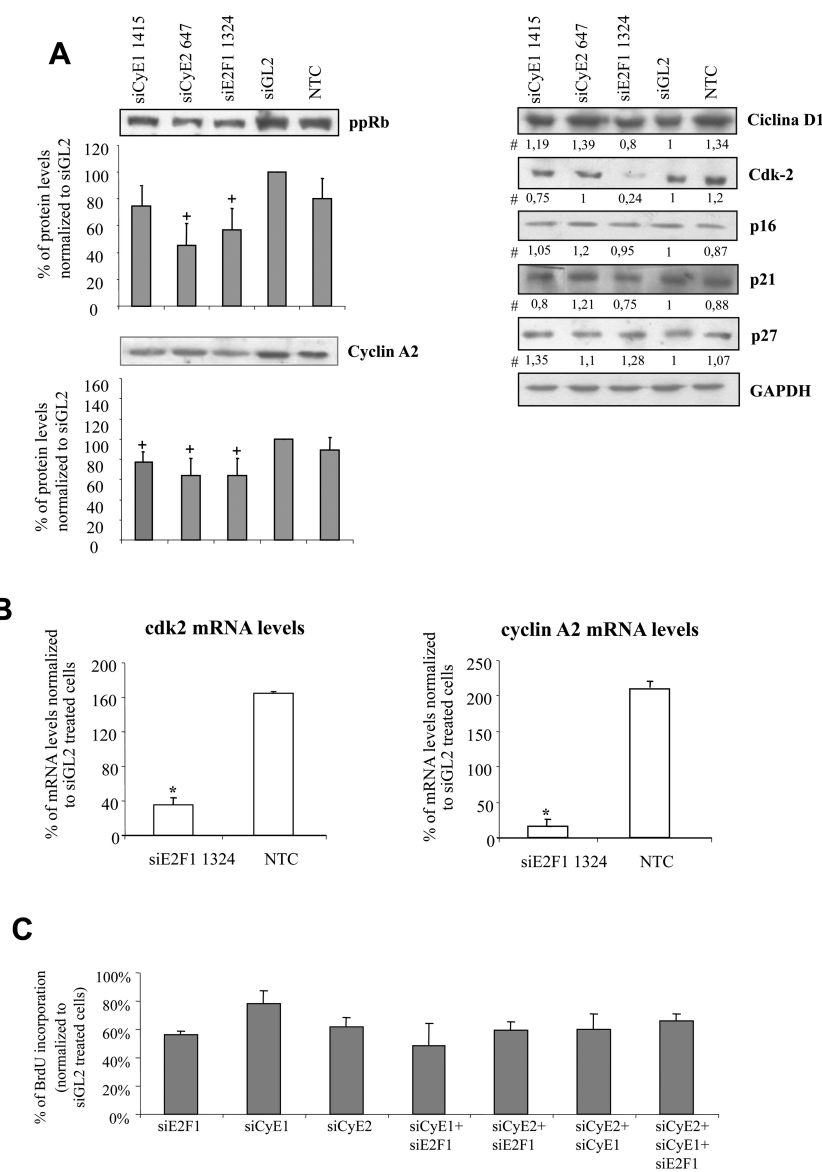 A
siCyE1 1415
siCyE2 647
siE2F1 1324
siGL2
NTC
ppRb
% of protein levels
normalized to siGL2
120
100
80
60
40
20
0
+
+
Cyclin A2
% of protein levels
normalized to siGL2
160
140
120
100
80
60
40
20
0
+
+
+
siCyE1 1415
siCyE2 647
siE2F1 1324
siGL2
NTC
Ciclina D1
# 1,19 1,39 0,8 1 1,34
Cdk-2
# 0,75 1 0,24 1 1,2
p16
# 1,05 1,2 0,95 1 0,87
p21
# 0,8 1,21 0,75 1 0,88
p27
# 1,35 1,1 1,28 1 1,07
GAPDH
B
cdk2 mRNA levels
% of mRNA levels normalized
to siGL2 treated cells
200
160
120
80
40
0
*
siE2F1 1324 NTC
cyclin A2 mRNA levels
% of mRNA levels normalized
to siGL2 treated cells
250
200
150
100
50
0
*
siE2F1 1324 NTC
C
% of BrdU incorporation
(normalized to
siGL2 treated cells)
100%
80%
60%
40%
20%
0%
siE2F1
siCyE1
siCyE2
siCyE1+
siE2F1
siCyE2+
siE2F1
siCyE2+
siCyE1
siCyE2+
siCyE1+
siE2F1